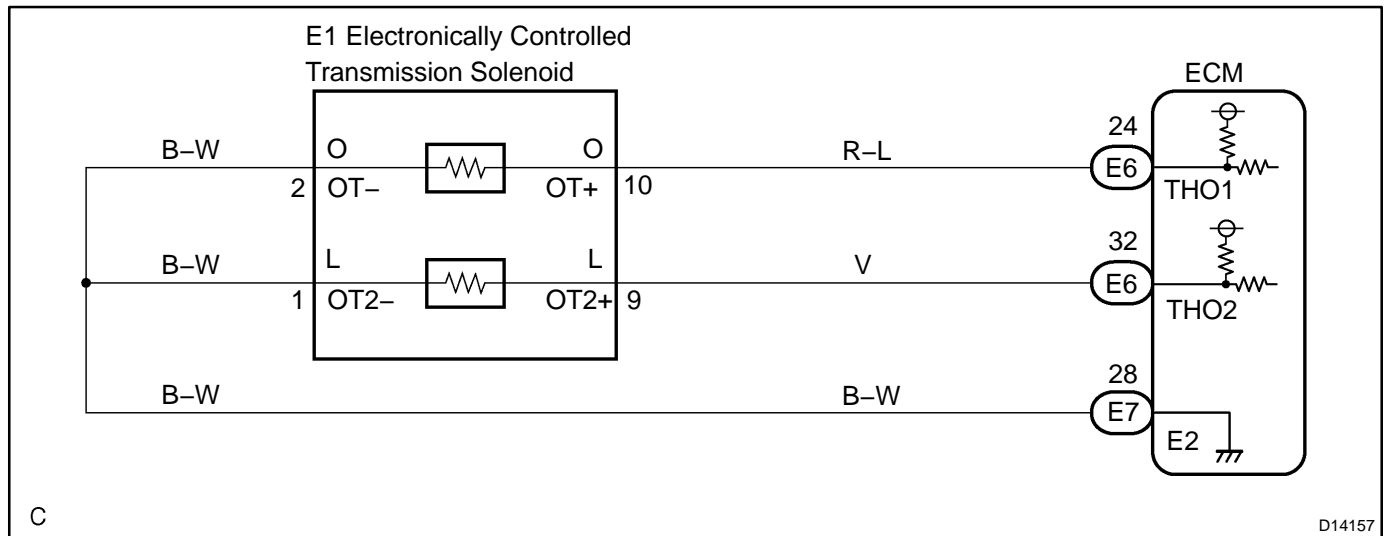 E1 Electronically Controlled
Transmission Solenoid
ECM
B–W
O
O
R–L
24
E6
2
OT–
OT+
10
THO1
B–W
L
L
V
32
E6
1
OT2–
OT2+
9
THO2
B–W
B–W
28
E7
E2
C
D14157